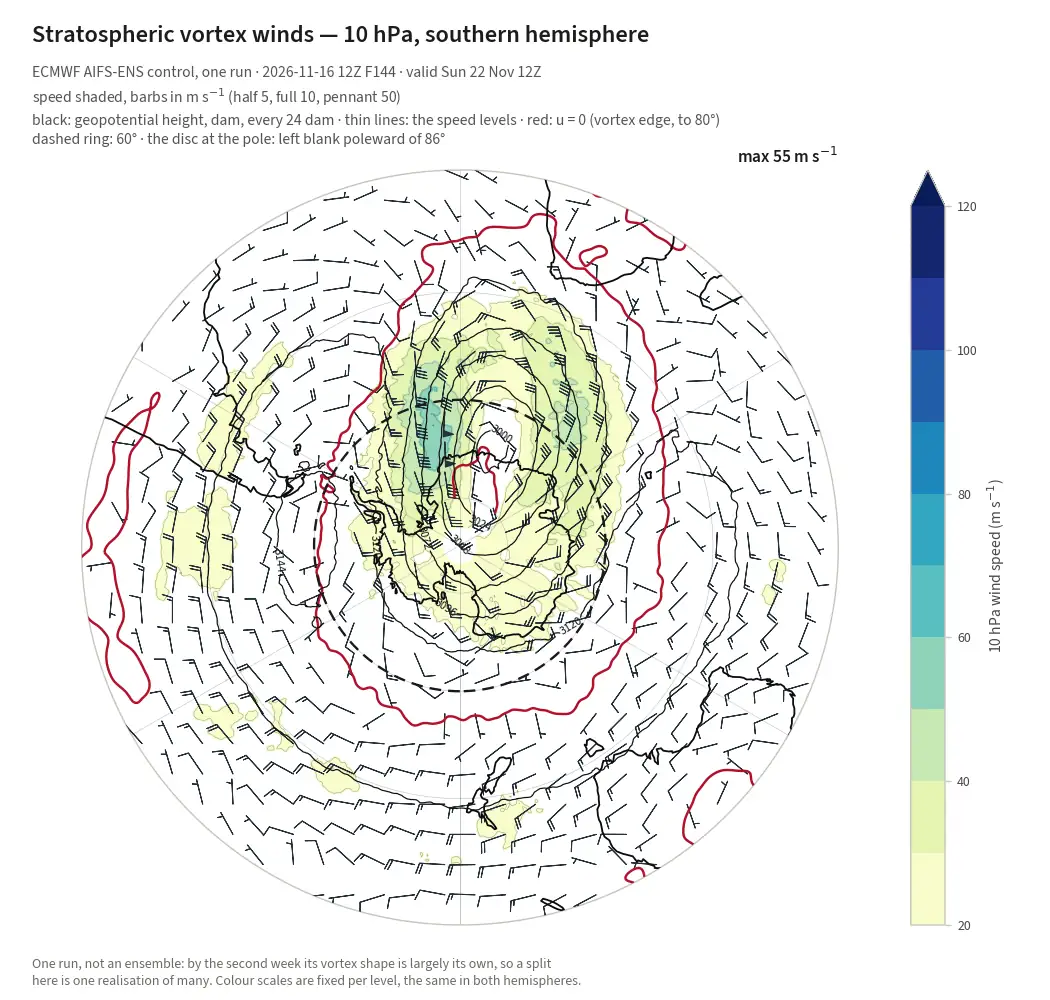 Stratospheric vortex winds — 10 hPa, southern hemisphere
ECMWF AIFS-ENS control, one run · 2026-11-16 12Z F144 · valid Sun 22 Nov 12Z
speed shaded, barbs in m s⁻¹ (half 5, full 10, pennant 50)
black: geopotential height, dam, every 24 dam · thin lines: the speed levels · red: u = 0 (vortex edge, to 80°)
dashed ring: 60° · the disc at the pole: left blank poleward of 86°
max 55 m s⁻¹
120
100
80
60
40
20
10 hPa wind speed (m s⁻¹)
3000
3024
3120
One run, not an ensemble: by the second week its vortex shape is largely its own, so a split
here is one realisation of many. Colour scales are fixed per level, the same in both hemispheres.